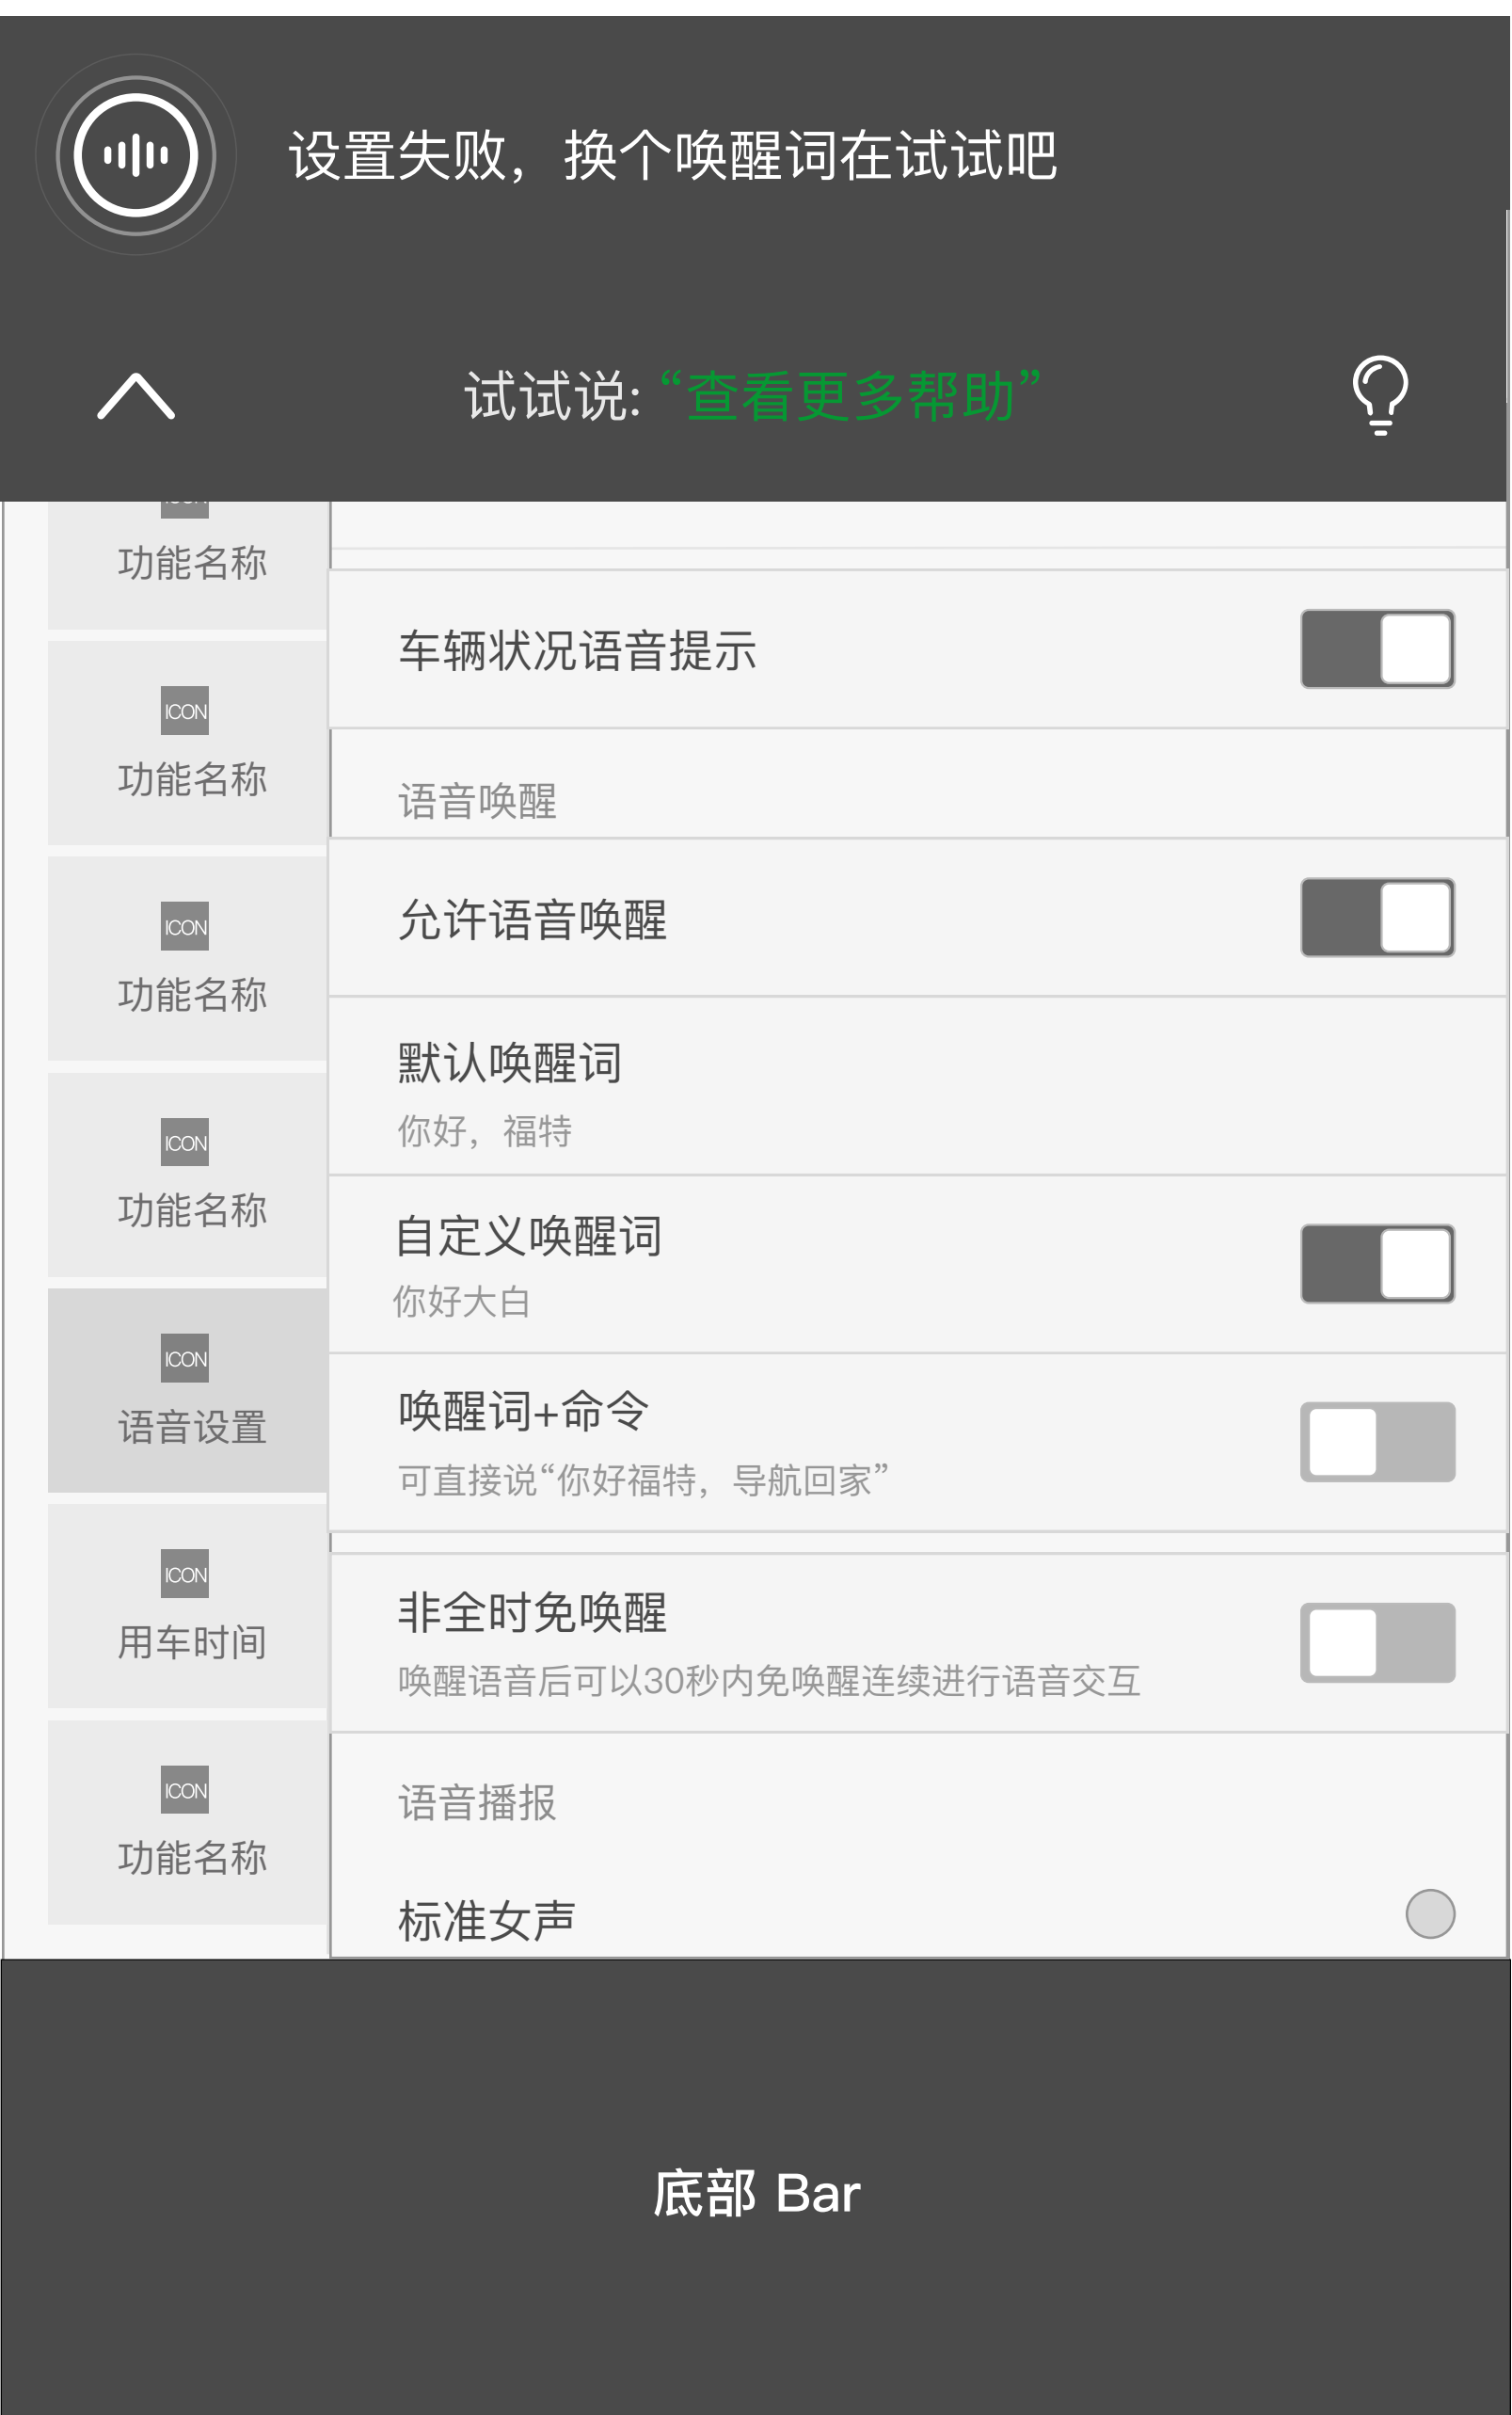 设置失败，换个唤醒词在试试吧
试试说：“查看更多帮助”
功能名称
ICON
功能名称
ICON
功能名称
ICON
功能名称
ICON
语音设置
ICON
用车时间
ICON
功能名称
车辆状况语音提示
语音唤醒
允许语音唤醒
默认唤醒词
你好，福特
自定义唤醒词
你好大白
唤醒词+命令
可直接说“你好福特，导航回家”
非全时免唤醒
唤醒语音后可以30秒内免唤醒连续进行语音交互
语音播报
标准女声
底部 Bar